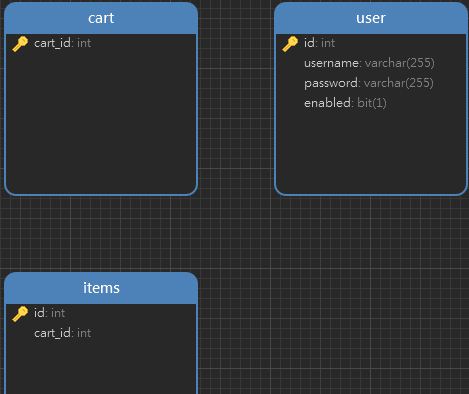 cart
cart_id: int
user
id: int
username: varchar(255)
password: varchar(255)
enabled: bit(1)
items
id: int
cart_id: int